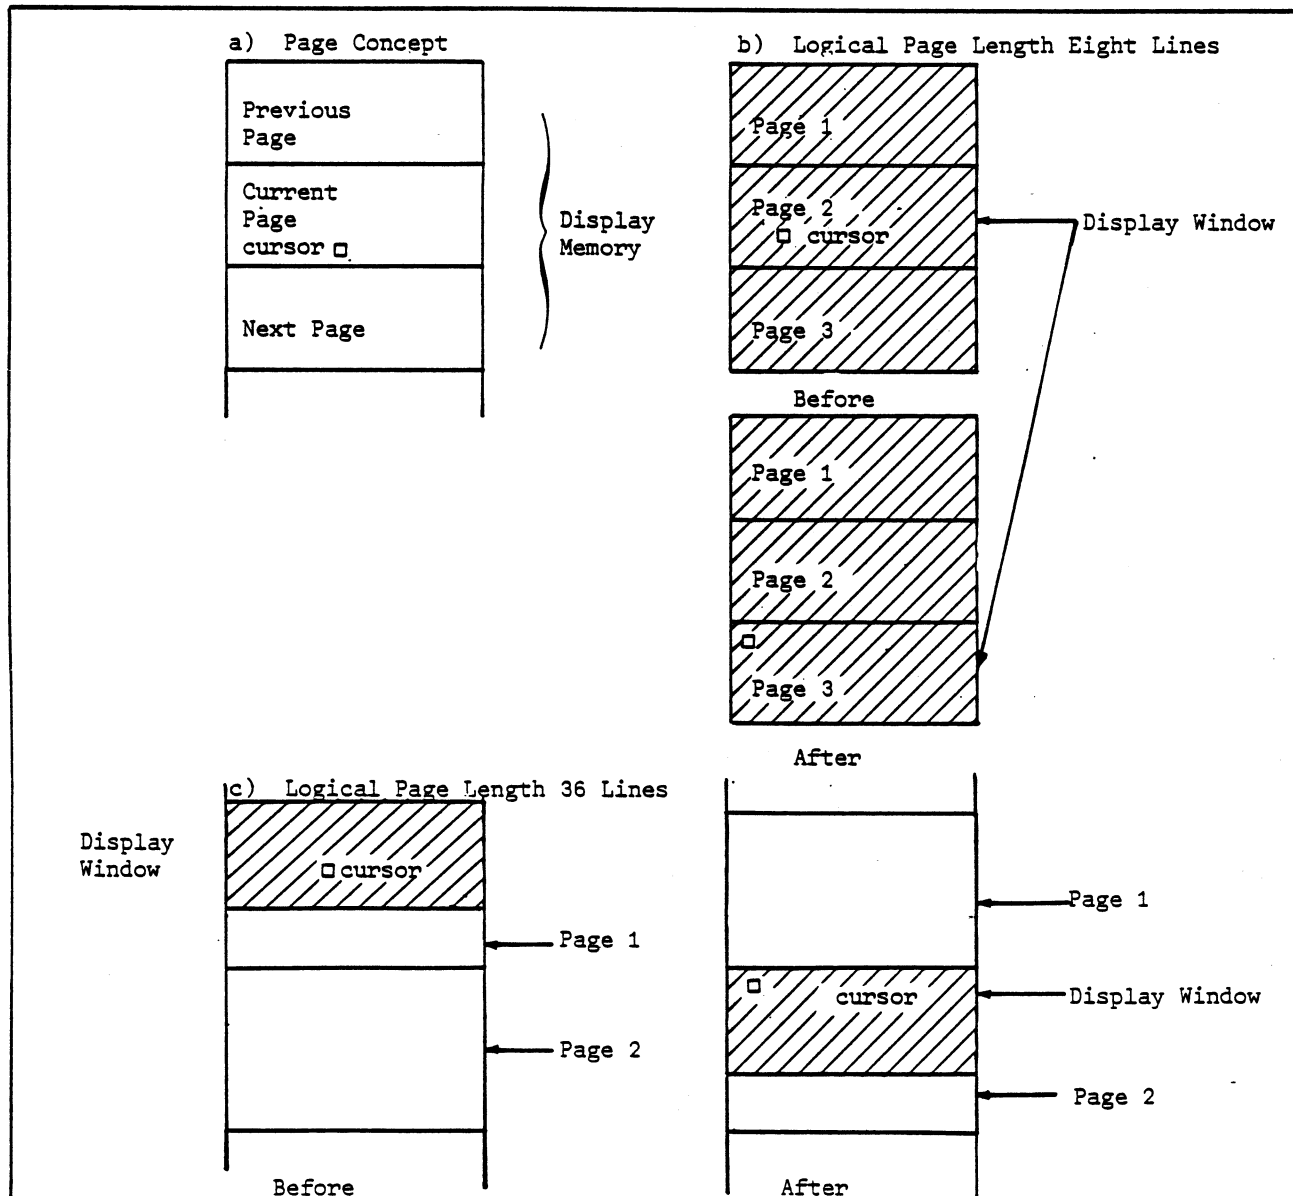 a) Page Concept
Previous
Page
Current
Page
cursor
Next Page
Display
Memory
b) Logical Page Length Eight Lines
Page 1
Page 2
cursor
Page 3
Display Window
Before
Page 1
Page 2
Page 3
After
c) Logical Page Length 36 Lines
Display
Window
cursor
Page 1
Page 2
Before
Page 1
cursor
Display Window
Page 2
After